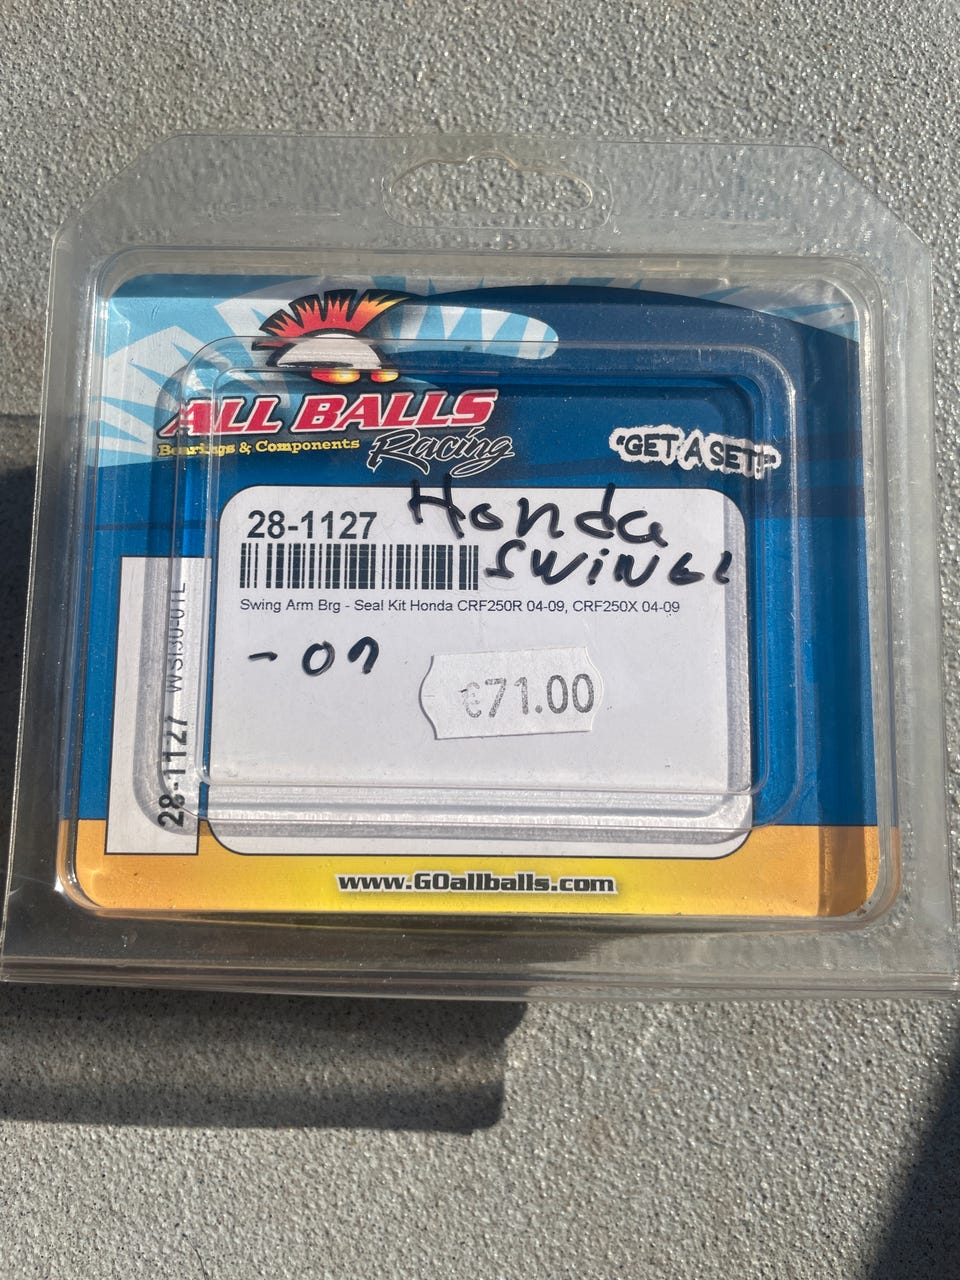 ALL BALLS
Bearings & Components
Racing
"GET A SET!"
28-1127
Honda
SWING
Swing Arm Brg - Seal Kit Honda CRF250R 04-09, CRF250X 04-09
- 07
€71.00
28-1127
www.GOallballs.com